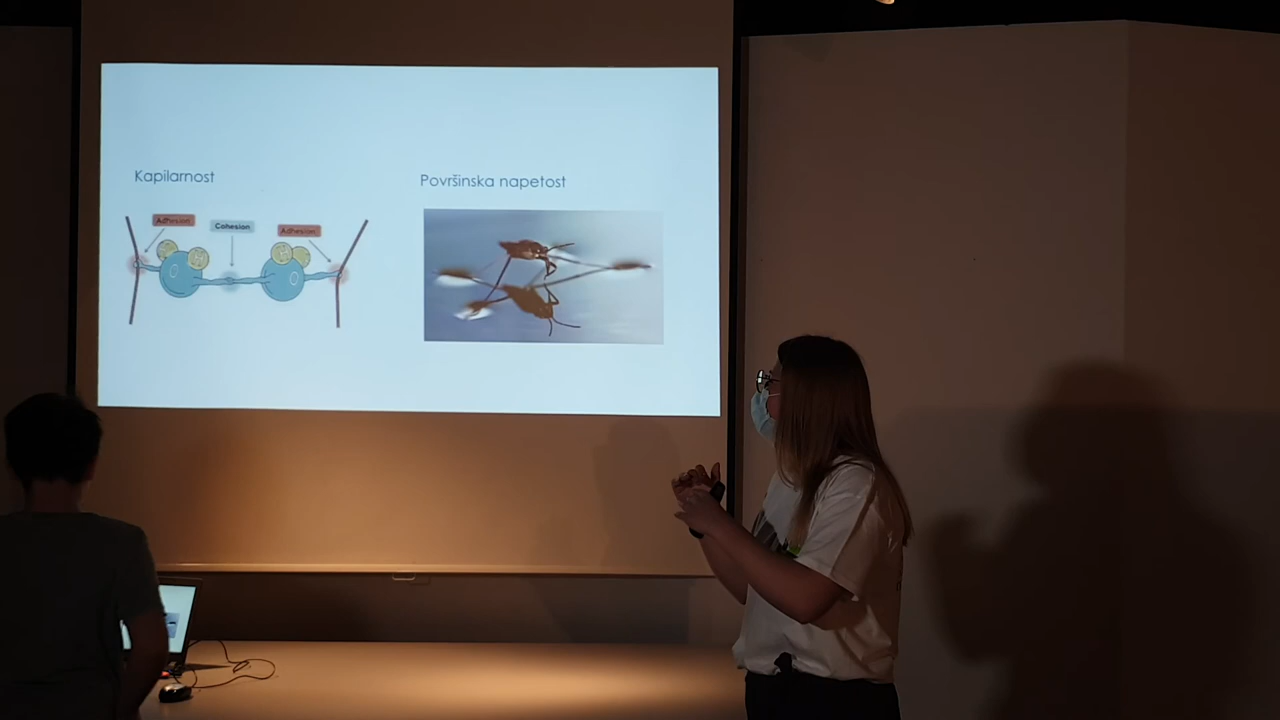 Kapilarnost
Površinska napetost
Adhesion
Cohesion
Adhesion